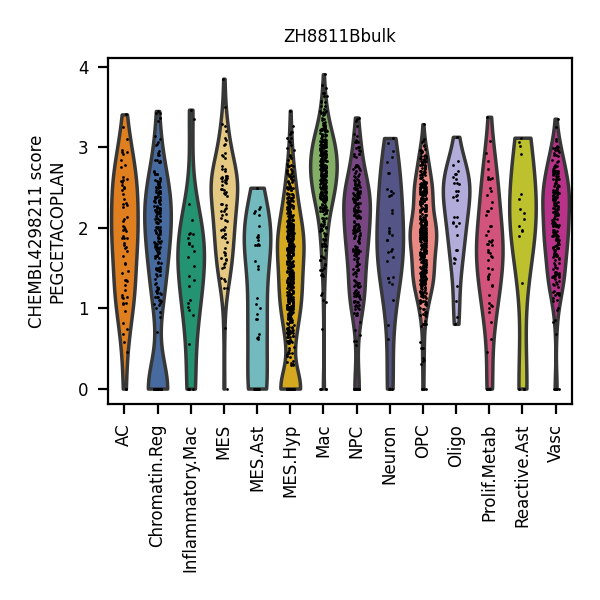 ZH8811Bbulk
CHEMBL4298211 score
PEGCETACOPLAN
4
3
2
1
0
AC
Chromatin.Reg
Inflammatory.Mac
MES
MES.Ast
MES.Hyp
Mac
NPC
Neuron
OPC
Oligo
Prolif.Metab
Reactive.Ast
Vasc